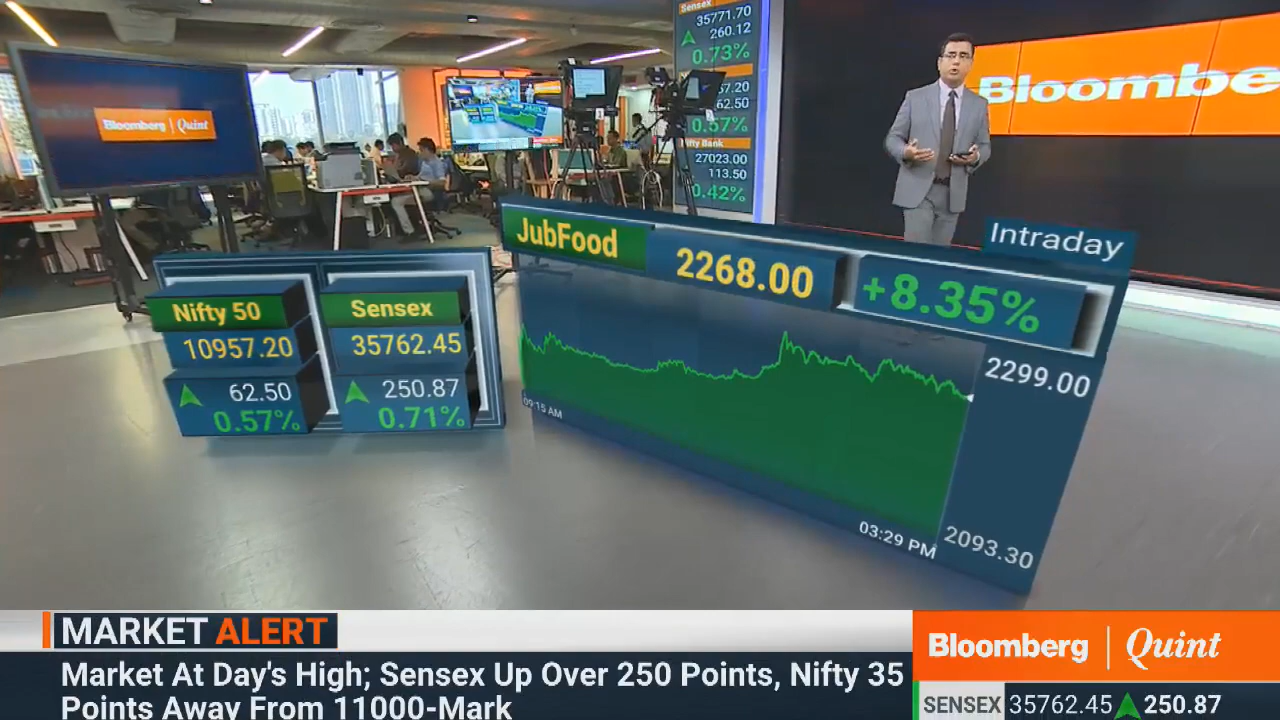 Sensex
35771.70
260.12
0.73%
7.20
62.50
0.57%
Nifty Bank
27023.00
113.50
0.42%
Bloomberg | Quint
Bloombe
Intraday
JubFood
2268.00
+8.35%
Nifty 50
10957.20
62.50
0.57%
Sensex
35762.45
250.87
0.71%
2299.00
09:15 AM
03:29 PM
2093.30
MARKET ALERT
Market At Day's High; Sensex Up Over 250 Points, Nifty 35
Points Away From 11000-Mark
Bloomberg | Quint
SENSEX 35762.45 250.87